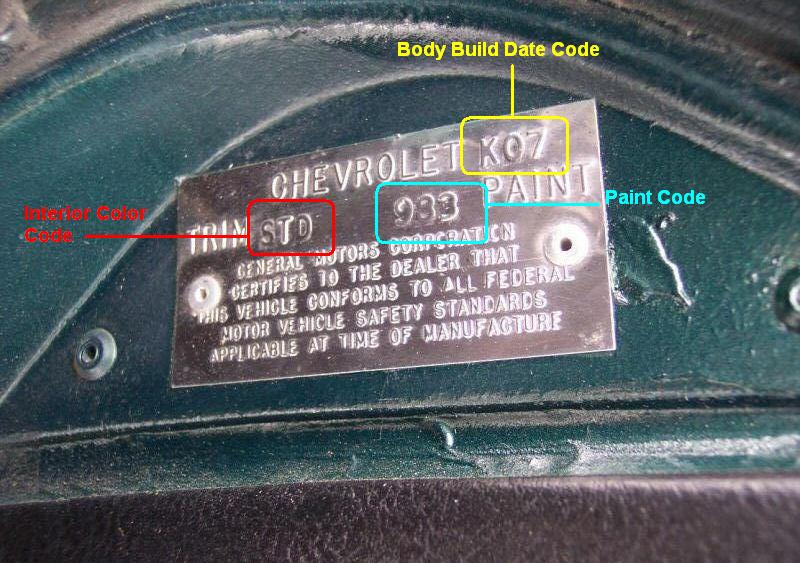 Body Build Date Code
CHEVROLET K07
Interior Color
Code
TRIM STD 983 PAINT
Paint Code
GENERAL MOTORS CORPORATION
CERTIFIES TO THE DEALER THAT
THIS VEHICLE CONFORMS TO ALL FEDERAL
MOTOR VEHICLE SAFETY STANDARDS
APPLICABLE AT TIME OF MANUFACTURE